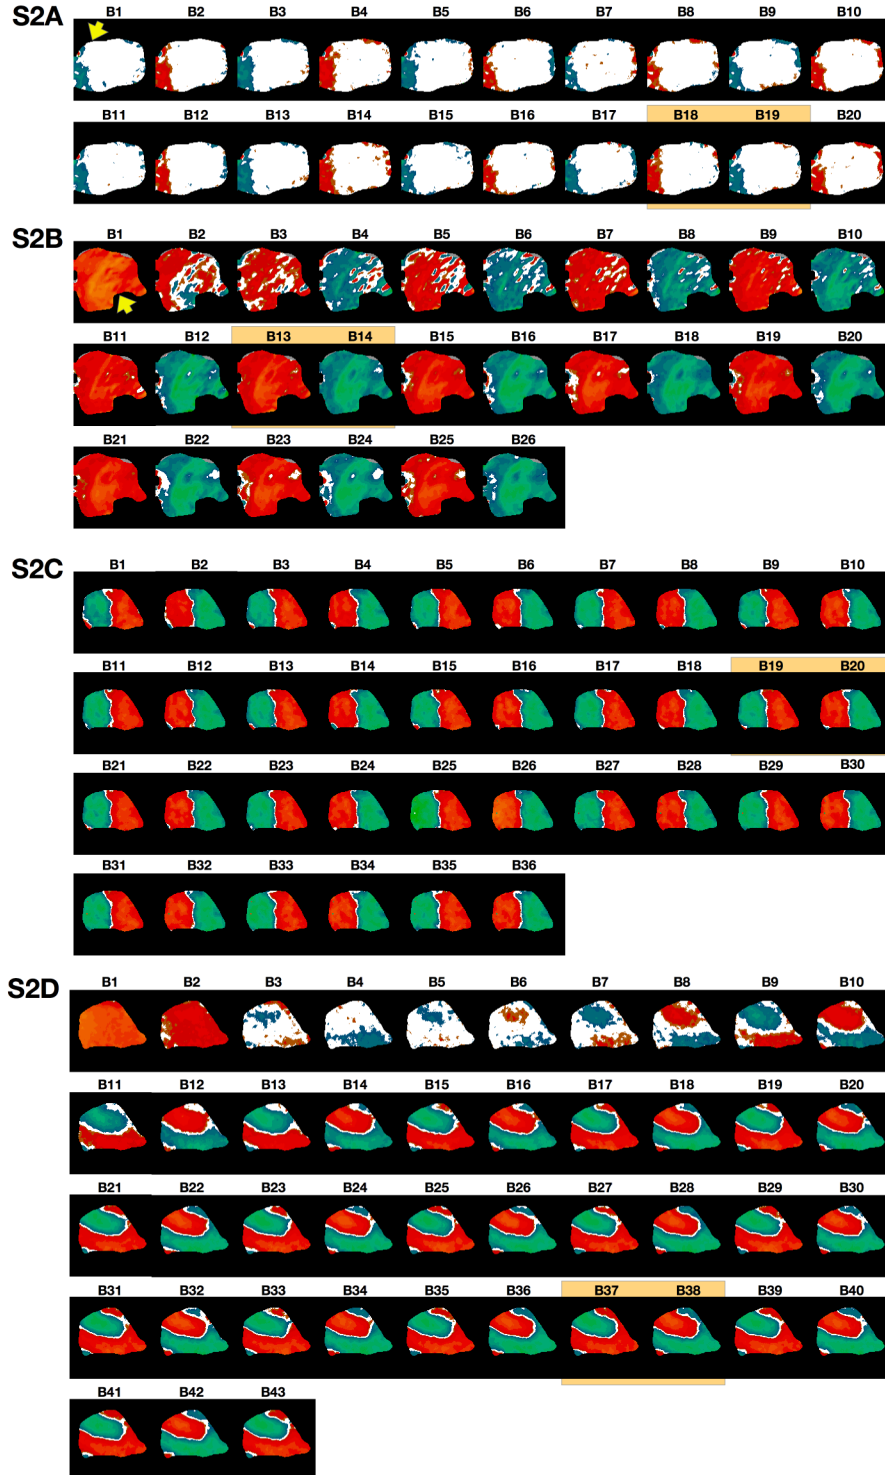 S2A
B1 B2 B3 B4 B5 B6 B7 B8 B9 B10
B11 B12 B13 B14 B15 B16 B17 B18 B19 B20
S2B
B1 B2 B3 B4 B5 B6 B7 B8 B9 B10
B11 B12 B13 B14 B15 B16 B17 B18 B19 B20
B21 B22 B23 B24 B25 B26
S2C
B1 B2 B3 B4 B5 B6 B7 B8 B9 B10
B11 B12 B13 B14 B15 B16 B17 B18 B19 B20
B21 B22 B23 B24 B25 B26 B27 B28 B29 B30
B31 B32 B33 B34 B35 B36
S2D
B1 B2 B3 B4 B5 B6 B7 B8 B9 B10
B11 B12 B13 B14 B15 B16 B17 B18 B19 B20
B21 B22 B23 B24 B25 B26 B27 B28 B29 B30
B31 B32 B33 B34 B35 B36 B37 B38 B39 B40
B41 B42 B43